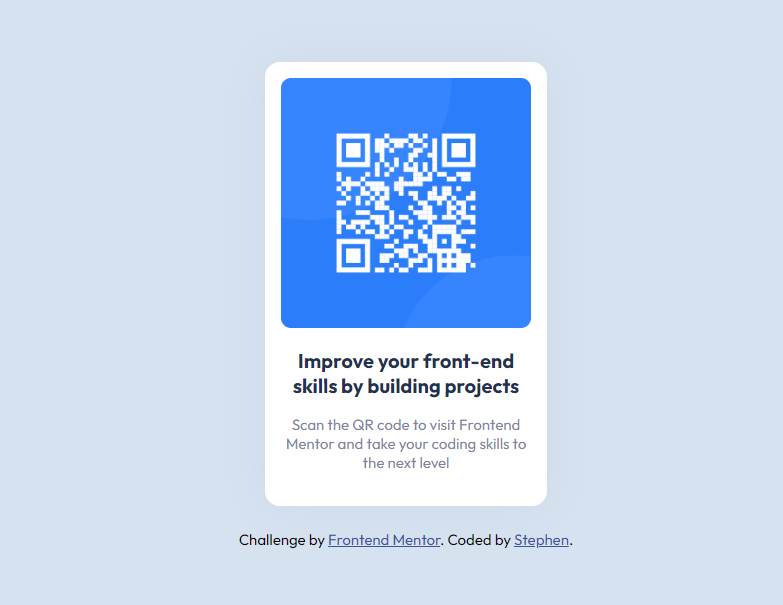 Improve your front-end
skills by building projects
Scan the QR code to visit Frontend
Mentor and take your coding skills to
the next level
Challenge by Frontend Mentor. Coded by Stephen.